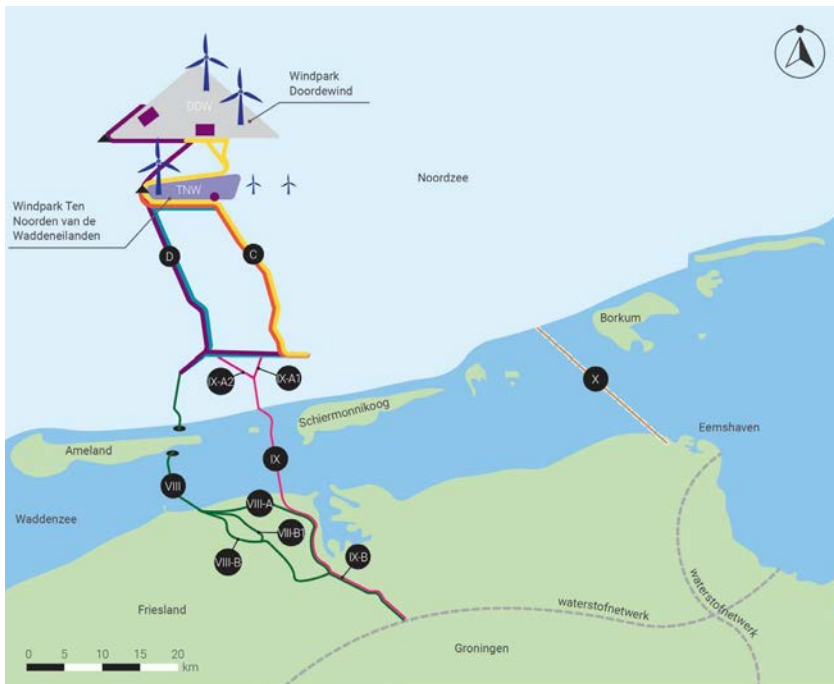 Windpark
Doordewind
DDW
Noordzee
TNW
Windpark Ten
Noorden van de
Waddeneilanden
D
C
Borkum
IX-A2
IX-A1
X
Schiermonnikoog
Eemshaven
Ameland
IX
VIII
VIII-A
Waddenzee
VIII-B1
VIII-B
IX-B
waterstofnetwerk
waterstofnetwerk
Friesland
Groningen
0 5 10 15 20
km